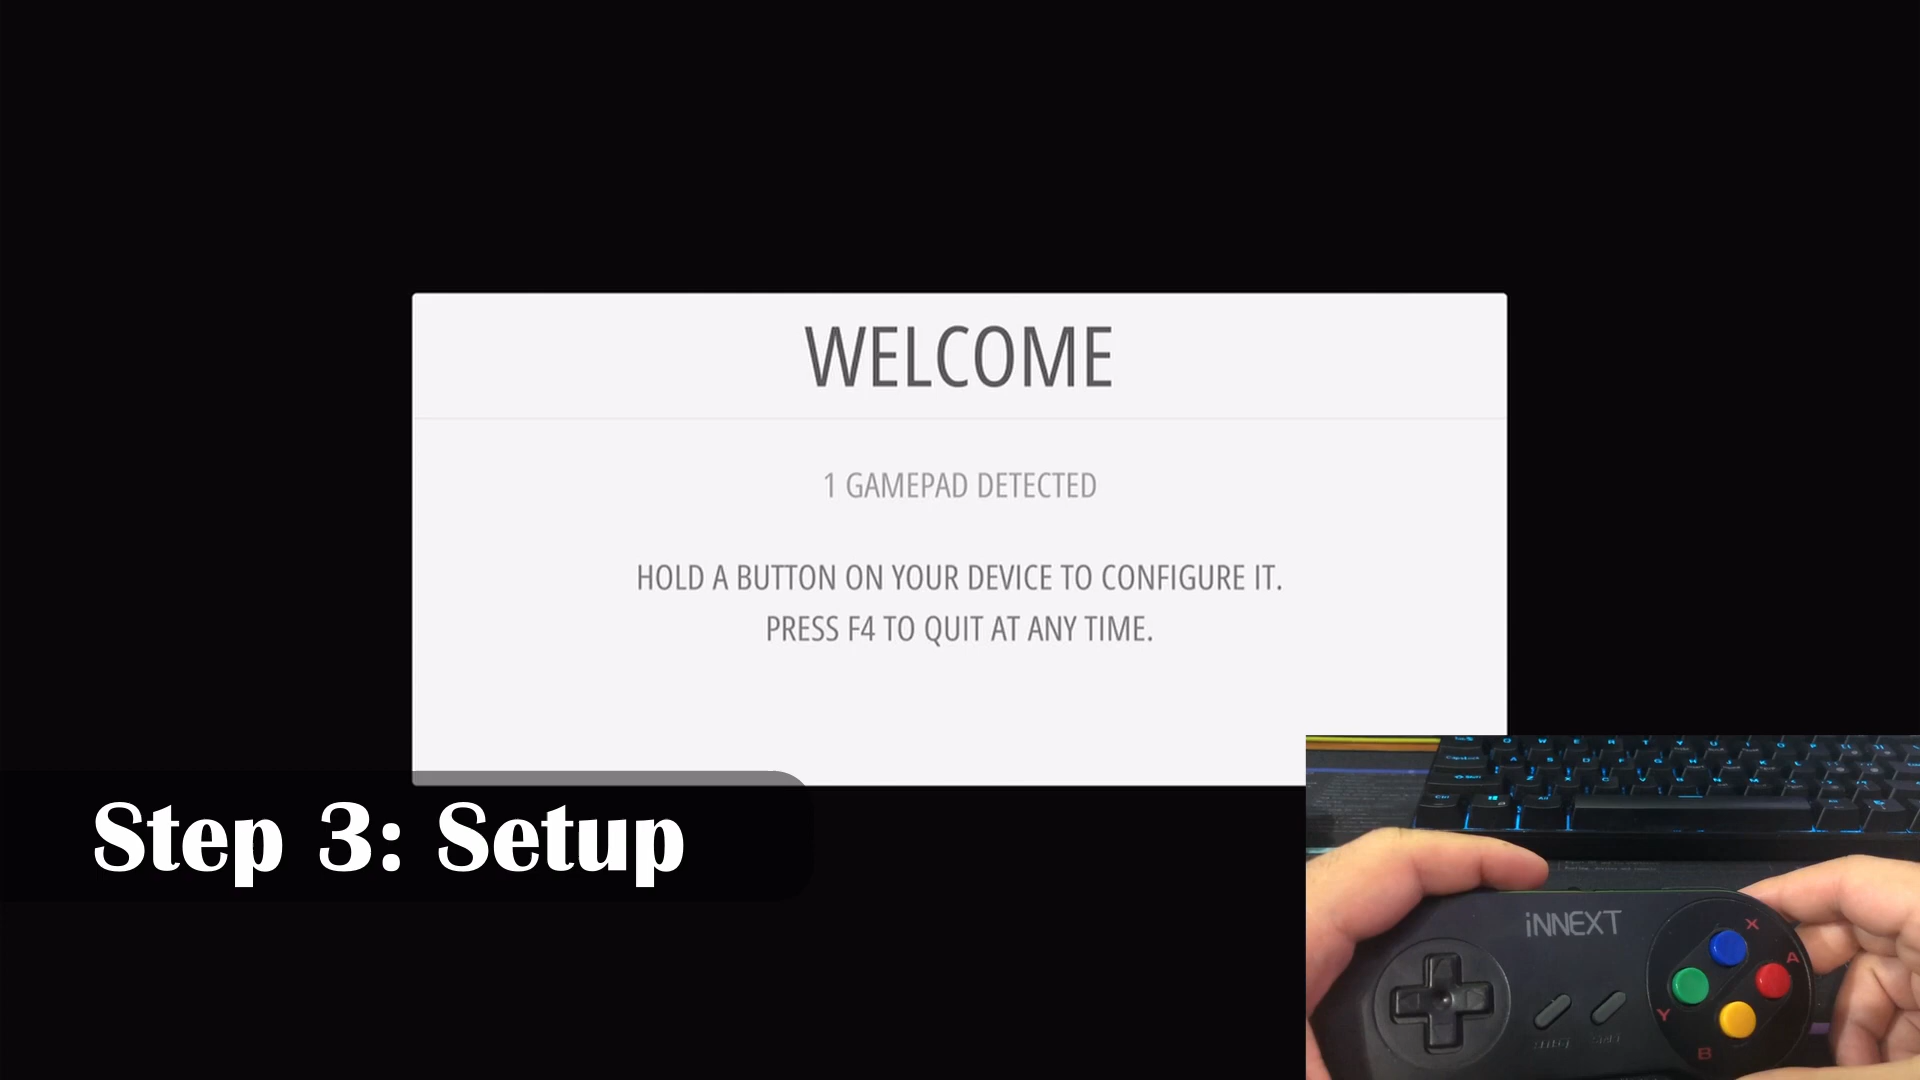 WELCOME
1 GAMEPAD DETECTED
HOLD A BUTTON ON YOUR DEVICE TO CONFIGURE IT.
PRESS F4 TO QUIT AT ANY TIME.
Step 3: Setup
iNNEXT
X
A
Y
B